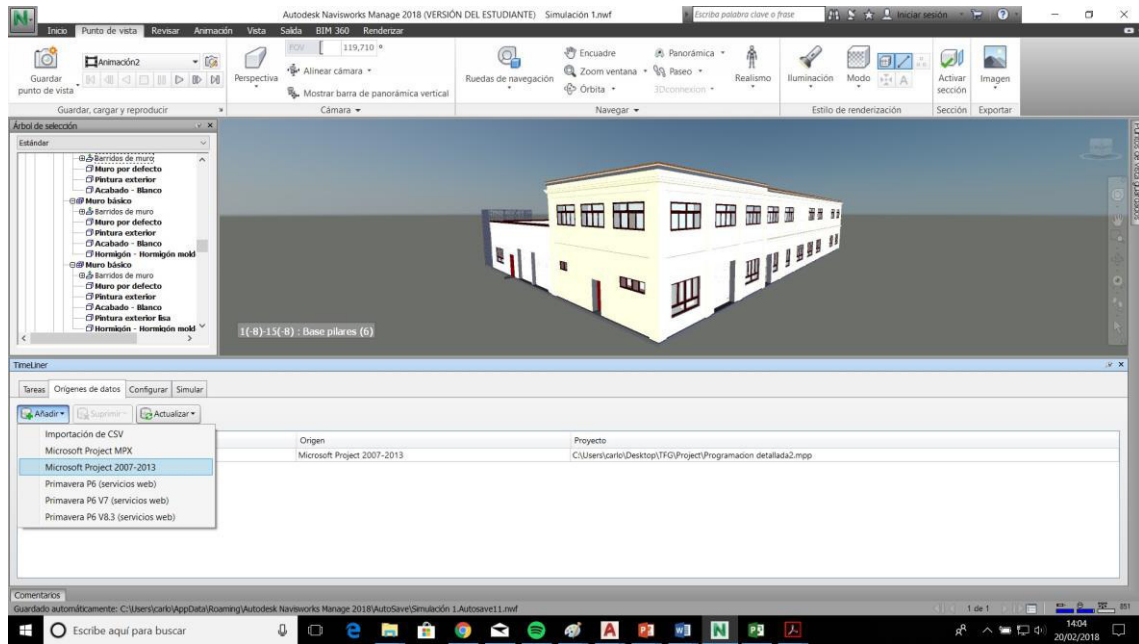 Autodesk Navisworks Manage 2018 (VERSIÓN DEL ESTUDIANTE) Simulación 1.nwf
Escriba palabra clave o frase
Iniciar sesión
Inicio Punto de vista Revisar Animación Vista Salida BIM 360 Renderizar
Guardar punto de vista
Animación2
Guardar, cargar y reproducir
Perspectiva
FOV 119,710 °
Alinear cámara
Mostrar barra de panorámica vertical
Cámara
Ruedas de navegación
Encuadre
Zoom ventana
Órbita
Panorámica
Paseo
3Dconnexion
Realismo
Navegar
Iluminación
Modo
Estilo de renderización
Activar sección
Sección
Imagen
Exportar
Árbol de selección
Estándar
Barridos de muro
Muro por defecto
Pintura exterior
Acabado - Blanco
Muro básico
Barridos de muro
Muro por defecto
Pintura exterior
Acabado - Blanco
Hormigón - Hormigón mold
Muro básico
Barridos de muro
Muro por defecto
Pintura exterior
Acabado - Blanco
Pintura exterior lisa
Hormigón - Hormigón mold
1(-8)-15(-8) : Base pilares (6)
Puntos de vista guardados
TimeLiner
Tareas Orígenes de datos Configurar Simular
Añadir Suprimir Actualizar
Importación de CSV
Microsoft Project MPX
Microsoft Project 2007-2013
Primavera P6 (servicios web)
Primavera P6 V7 (servicios web)
Primavera P6 V8.3 (servicios web)
Origen Proyecto
Microsoft Project 2007-2013 C:\Users\carlo\Desktop\TFG\Project\Programacion detallada2.mpp
Comentarios
Guardado automáticamente: C:\Users\carlo\AppData\Roaming\Autodesk Navisworks Manage 2018\AutoSave\Simulación 1.Autosave11.nwf
1 de 1
851
Escribe aquí para buscar
14:04
20/02/2018